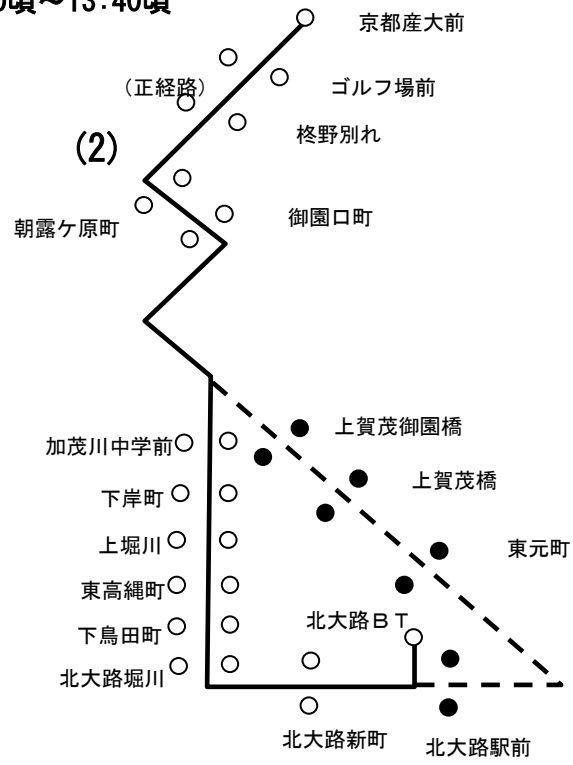 頃～13:40頃
京都産大前
（正経路）
ゴルフ場前
柊野別れ
(2)
御園口町
朝露ケ原町
上賀茂御園橋
加茂川中学前
上賀茂橋
下岸町
上堀川
東元町
東高縄町
北大路ＢＴ
下鳥田町
北大路堀川
北大路新町
北大路駅前